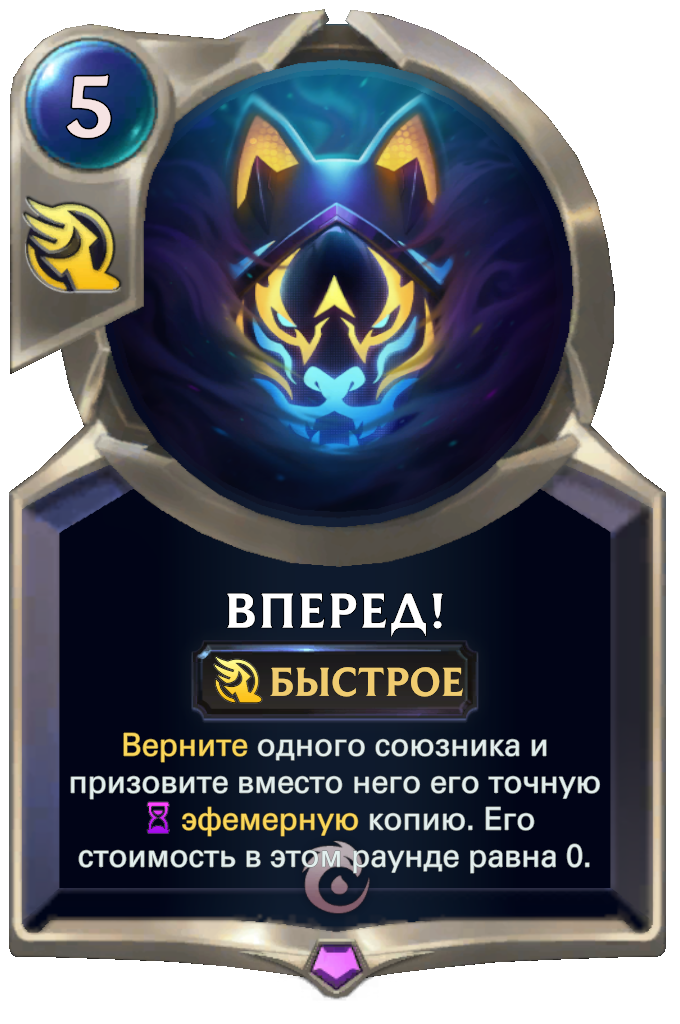 5
ВПЕРЕД!
БЫСТРОЕ
Верните одного союзника и
призовите вместо него его точную
эфемерную копию. Его
стоимость в этом раунде равна 0.